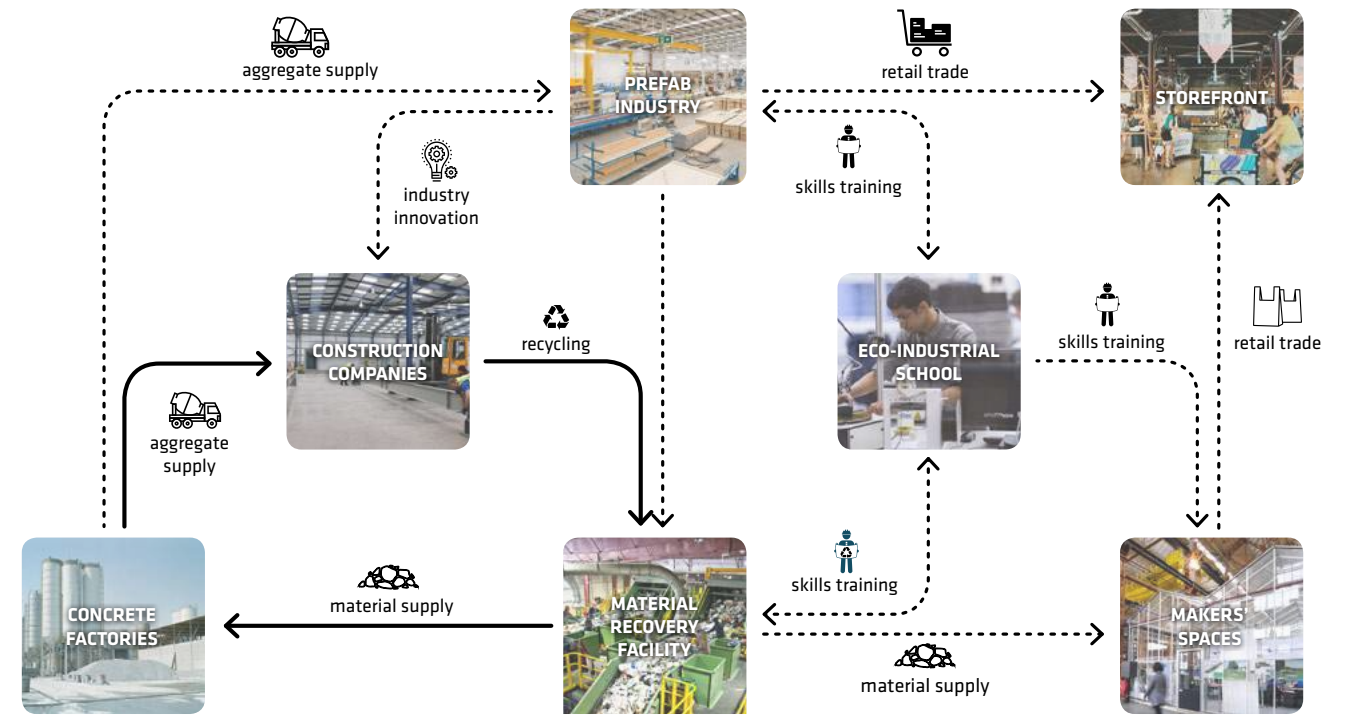 aggregate supply
PREFAB
INDUSTRY
retail trade
STOREFRONT
industry
innovation
skills training
CONSTRUCTION
COMPANIES
recycling
ECO-INDUSTRIAL
SCHOOL
skills training
retail trade
aggregate
supply
CONCRETE
FACTORIES
material supply
MATERIAL
RECOVERY
FACILITY
skills training
material supply
MAKERS'
SPACES